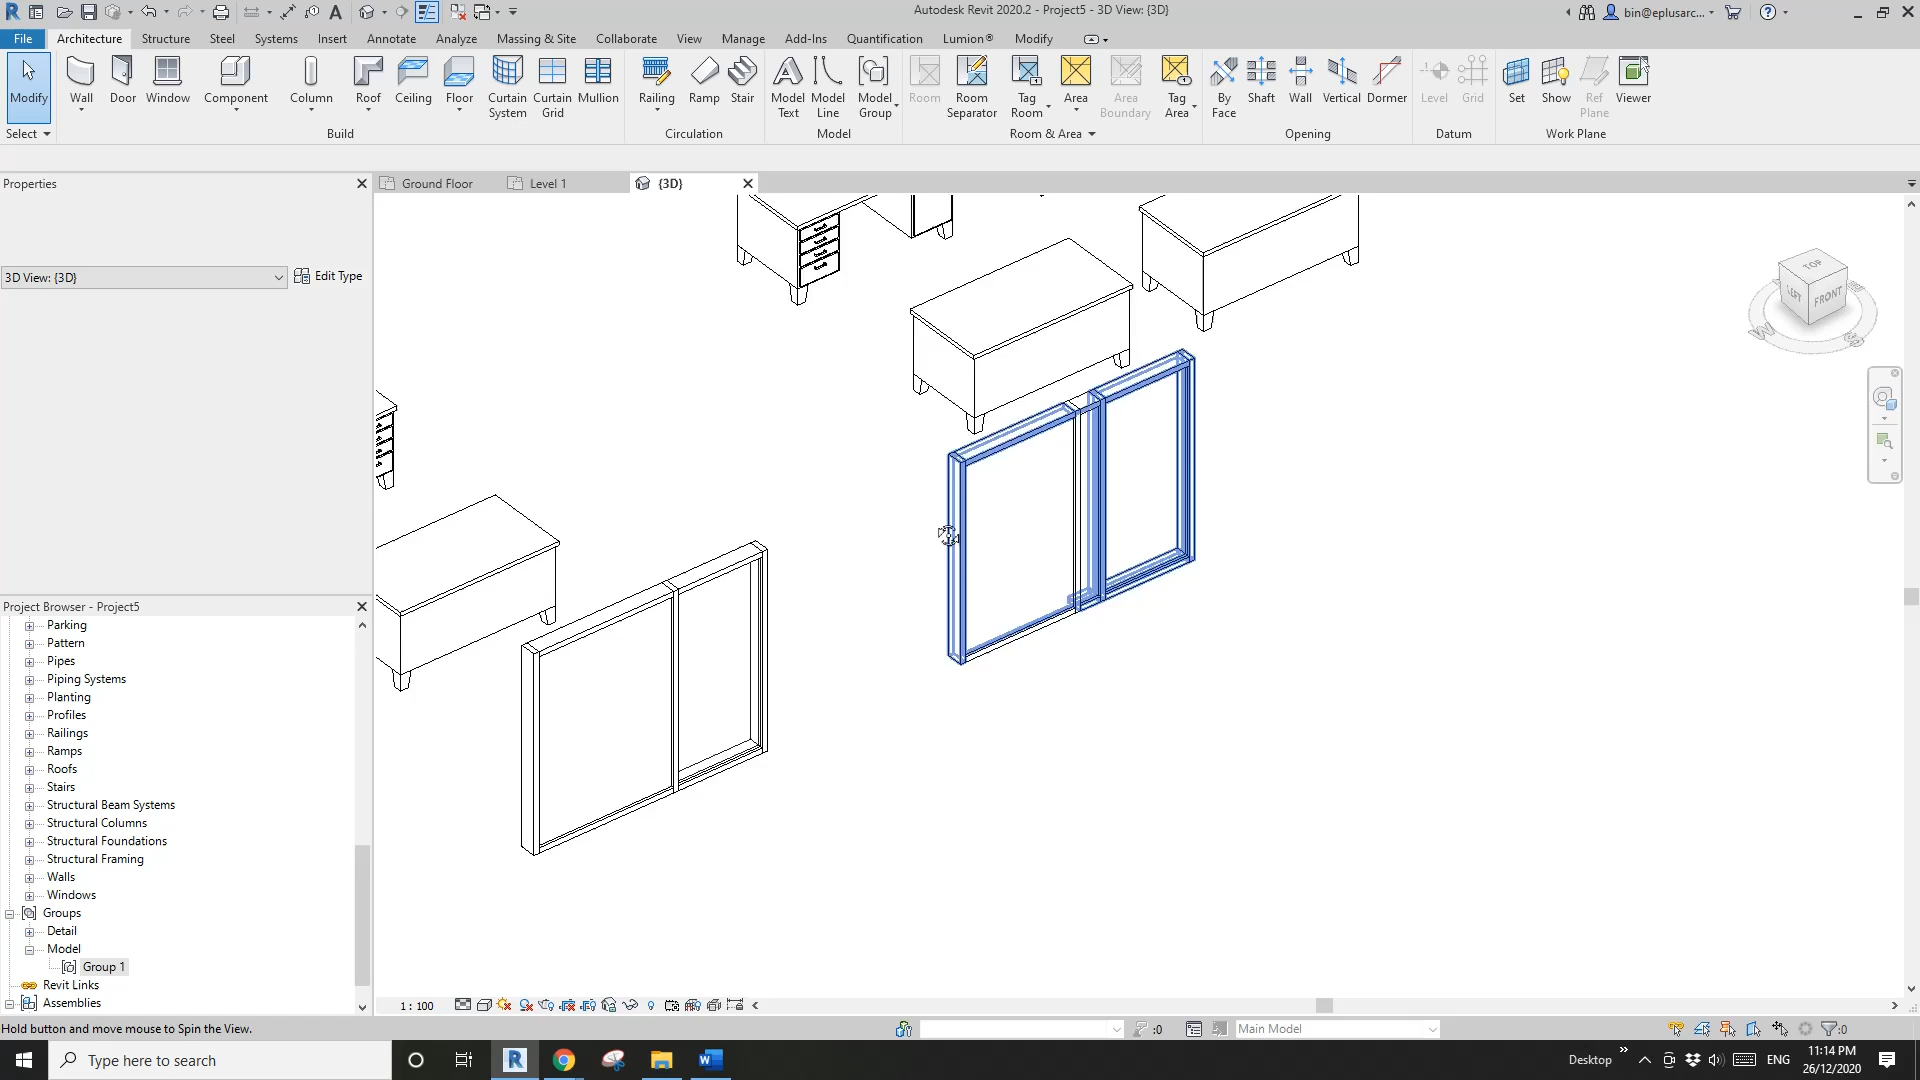 Autodesk Revit 2020.2 - Project5 - 3D View: {3D}
bin@eplusarc...
File Architecture Structure Steel Systems Insert Annotate Analyze Massing & Site Collaborate View Manage Add-Ins Quantification Lumion® Modify
Modify Wall Door Window Component Column Roof Ceiling Floor Curtain System Curtain Grid Mullion Railing Ramp Stair Model Text Model Line Model Group Room Room Separator Tag Room Area Area Boundary Tag Area By Face Shaft Wall Vertical Dormer Level Grid Set Show Ref Plane Viewer
Select Build Circulation Model Room & Area Opening Datum Work Plane
Properties
Ground Floor
Level 1
{3D}
3D View: {3D}
Edit Type
TOP
LEFT
FRONT
W
S
Project Browser - Project5
Parking
Pattern
Pipes
Piping Systems
Planting
Profiles
Railings
Ramps
Roofs
Stairs
Structural Beam Systems
Structural Columns
Structural Foundations
Structural Framing
Walls
Windows
Groups
Detail
Model
Group 1
Revit Links
Assemblies
1 : 100
Hold button and move mouse to Spin the View.
:0
Main Model
:0
Type here to search
Desktop
ENG
11:14 PM
26/12/2020